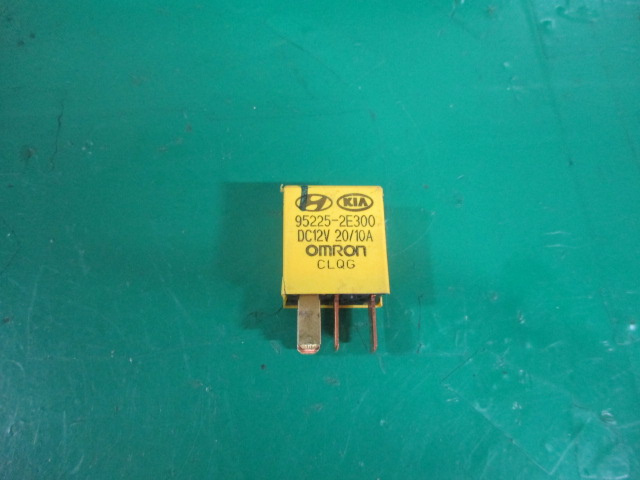 KIA
95225-2E300
DC12V 20/10A
OMRON
CLQG